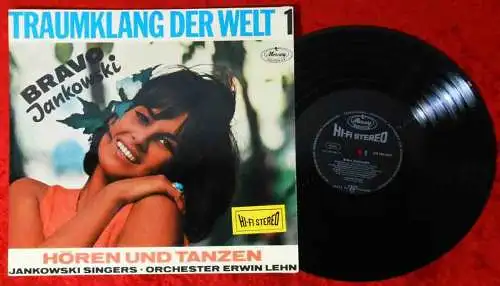 TRAUMKLANG DER WELT 1
Mercury
BRAVO
Jankowski
HI-FI STEREO
HÖREN UND TANZEN
JANKOWSKI SINGERS · ORCHESTER ERWIN LEHN
Mercury
HI-FI STEREO